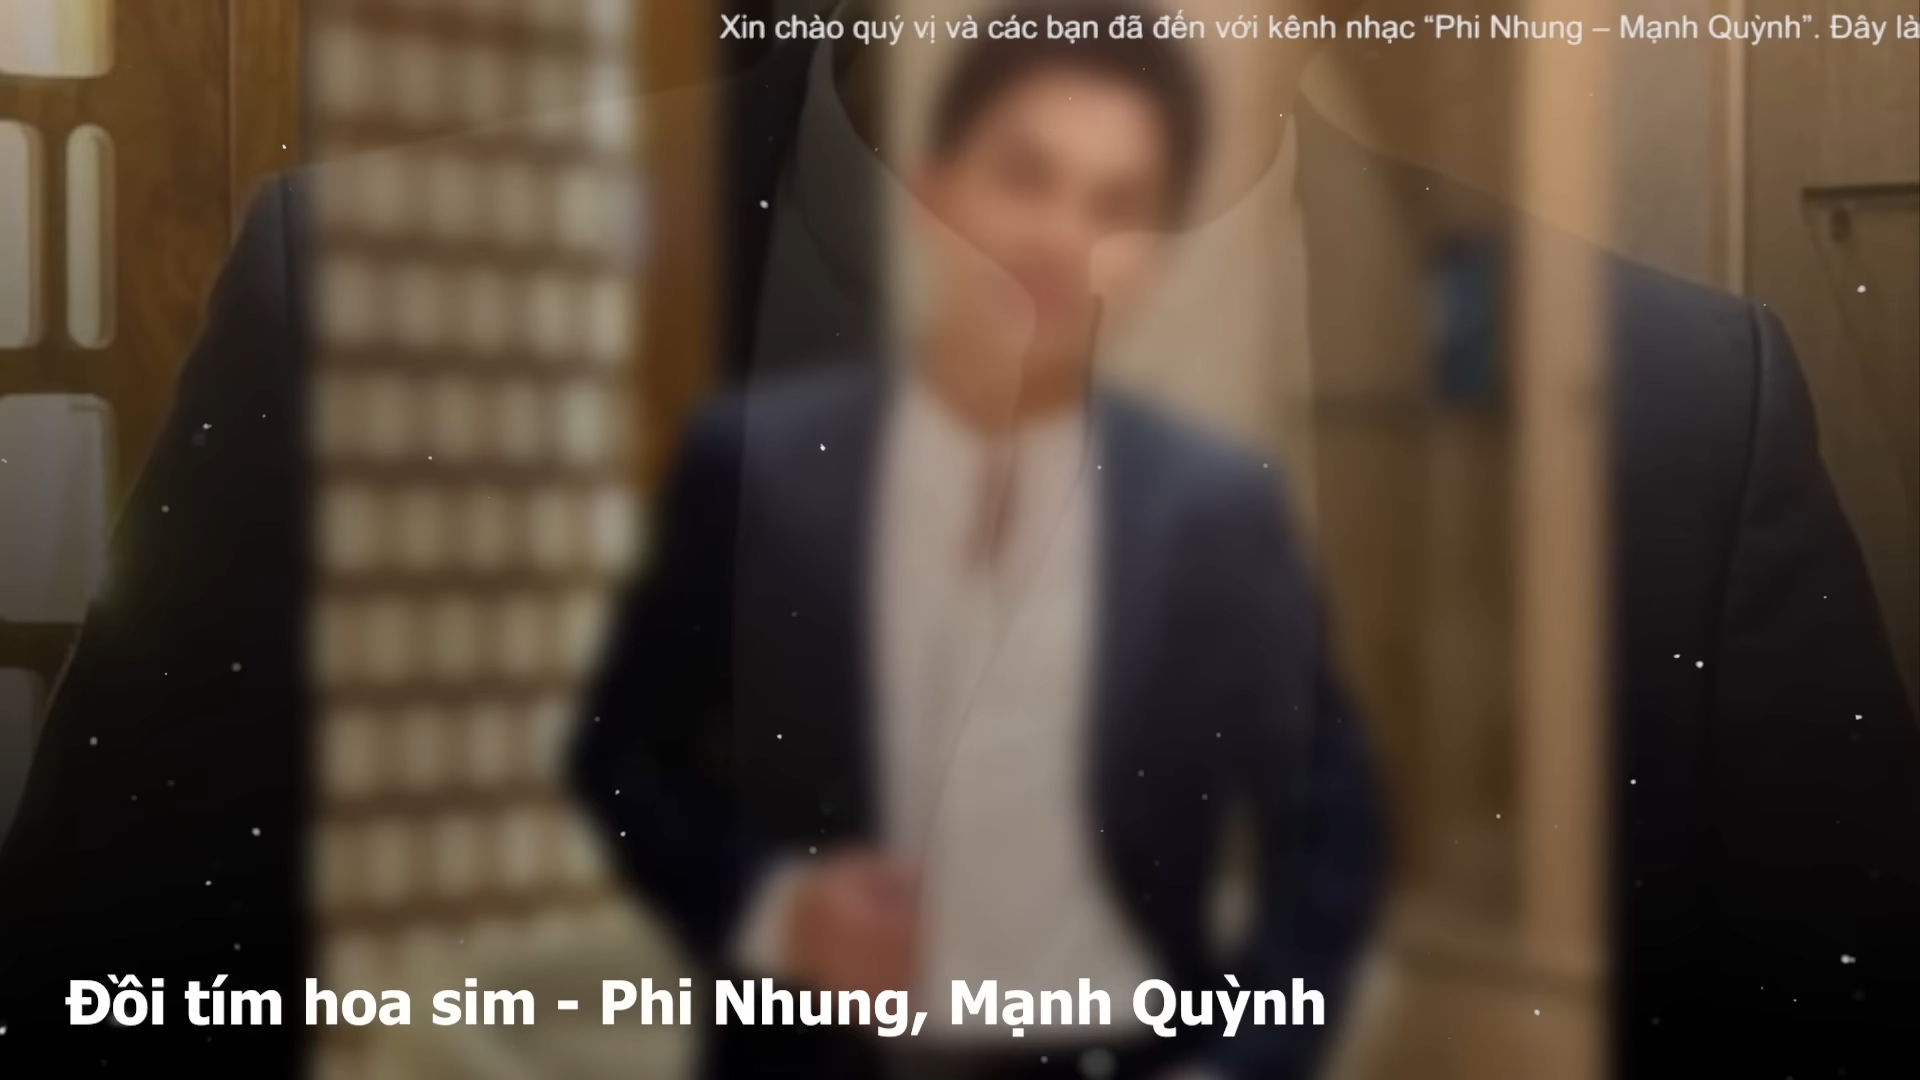 Xin chào quý vị và các bạn đã đến với kênh nhạc “Phi Nhung – Mạnh Quỳnh”. Đây là
Đồi tím hoa sim - Phi Nhung, Mạnh Quỳnh